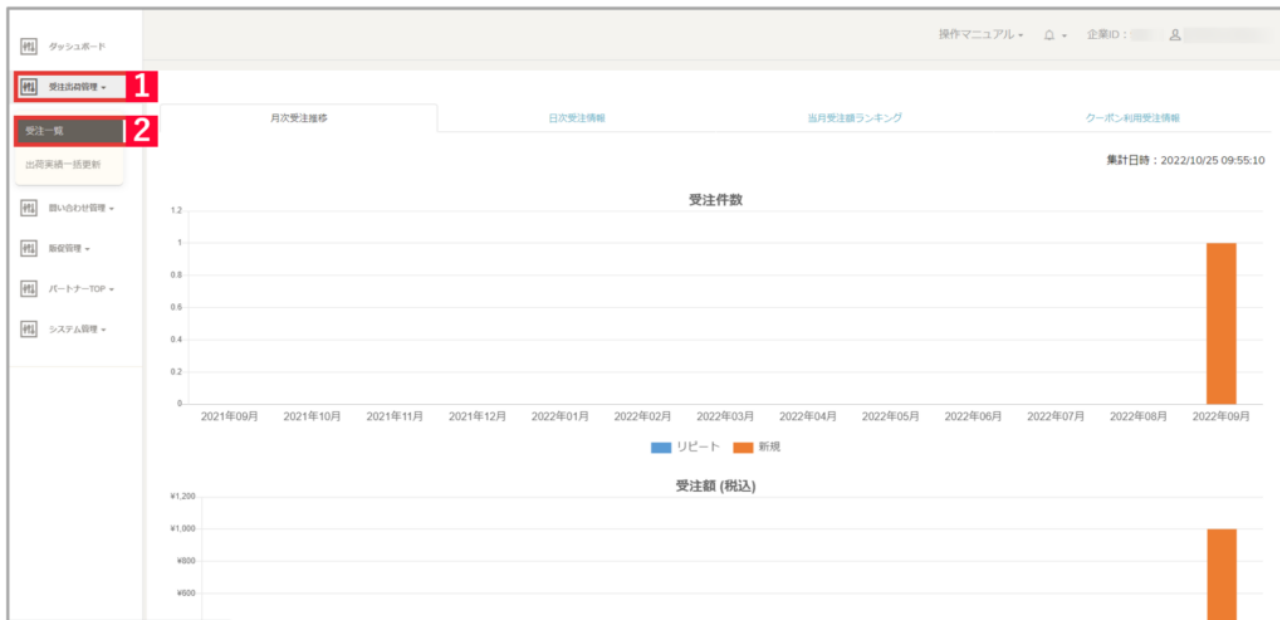 操作マニュアル
企業ID：
ダッシュボード
受注出荷管理
1
受注一覧
2
出荷実績一括更新
問い合わせ管理
販促管理
パートナーTOP
システム管理
月次受注推移
日次受注情報
当月受注額ランキング
クーポン利用受注情報
集計日時：2022/10/25 09:55:10
受注件数
1.2
1
0.8
0.6
0.4
0.2
0
2021年09月 2021年10月 2021年11月 2021年12月 2022年01月 2022年02月 2022年03月 2022年04月 2022年05月 2022年06月 2022年07月 2022年08月 2022年09月
リピート 新規
受注額 (税込)
¥1,200
¥1,000
¥800
¥600